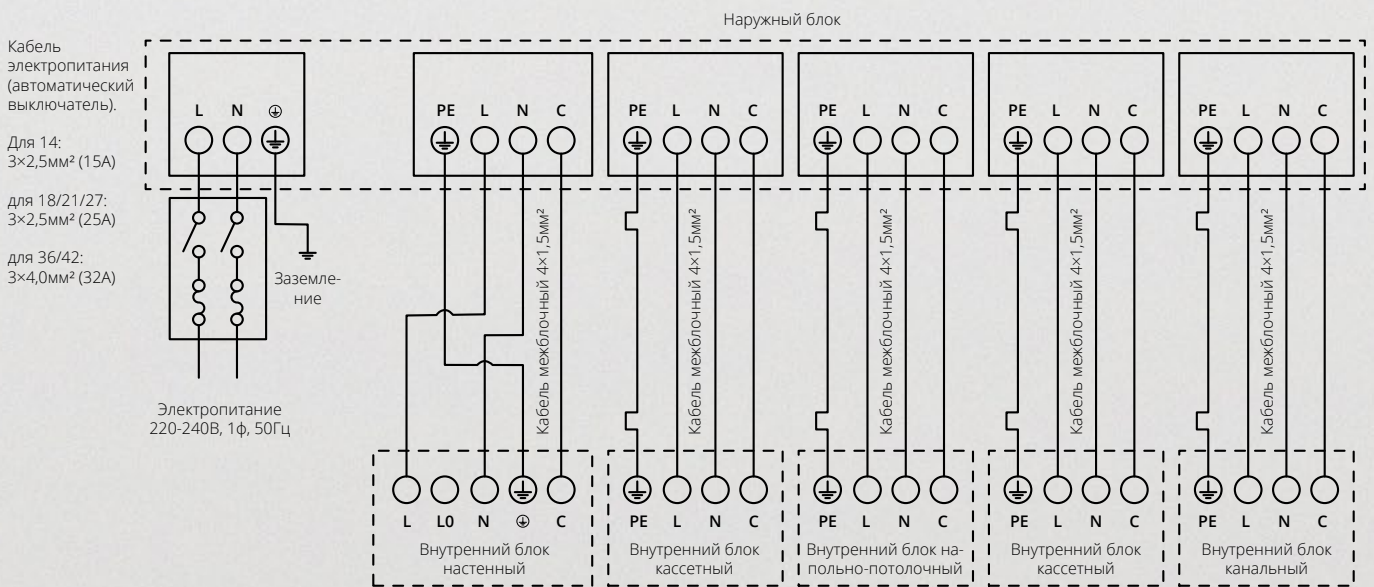 Наружный блок
Кабель
электропитания
(автоматический
выключатель).
Для 14:
3×2,5мм² (15А)
для 18/21/27:
3×2,5мм² (25А)
для 36/42:
3×4,0мм² (32А)
L N ⏚
PE L N C
PE L N C
PE L N C
PE L N C
PE L N C
Заземле-
ние
Электропитание
220-240В, 1ф, 50Гц
Кабель межблочный 4×1,5мм²
Кабель межблочный 4×1,5мм²
Кабель межблочный 4×1,5мм²
Кабель межблочный 4×1,5мм²
Кабель межблочный 4×1,5мм²
L L0 N ⏚ C
Внутренний блок
настенный
PE L N C
Внутренний блок
кассетный
PE L N C
Внутренний блок на-
польно-потолочный
PE L N C
Внутренний блок
кассетный
PE L N C
Внутренний блок
канальный